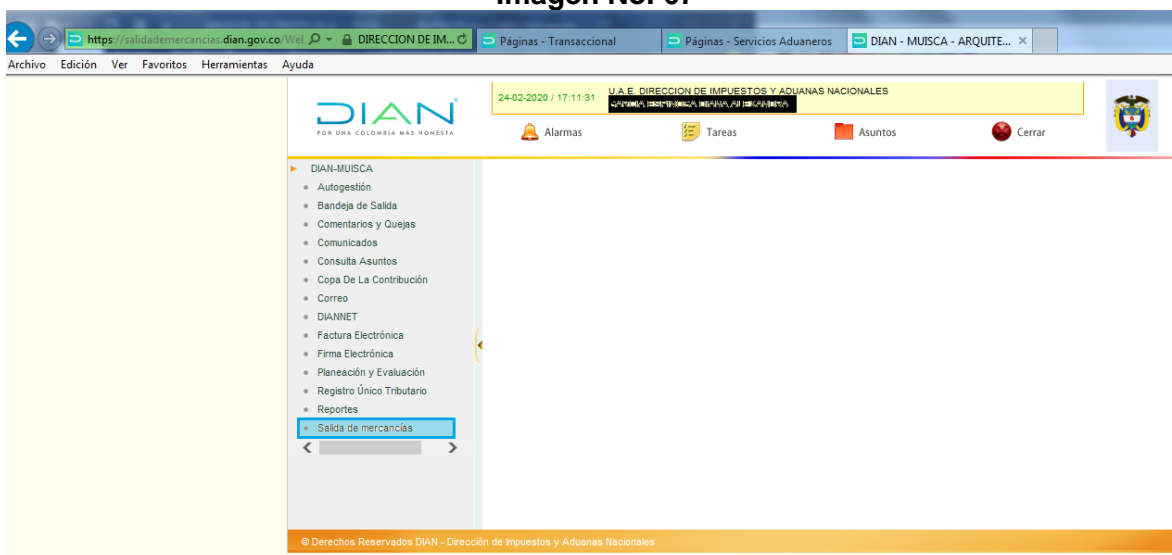 Imagen No. 67
https://salidademercancias.dian.gov.co/Wel
DIRECCION DE IM...
Páginas - Transaccional
Páginas - Servicios Aduaneros
DIAN - MUISCA - ARQUITE...
Archivo Edición Ver Favoritos Herramientas Ayuda
DIAN
POR UNA COLOMBIA MÁS HONESTA
24-02-2020 / 17:11:31
U.A.E. DIRECCION DE IMPUESTOS Y ADUANAS NACIONALES
Alarmas
Tareas
Asuntos
Cerrar
DIAN-MUISCA
Autogestión
Bandeja de Salida
Comentarios y Quejas
Comunicados
Consulta Asuntos
Copa De La Contribución
Correo
DIANNET
Factura Electrónica
Firma Electrónica
Planeación y Evaluación
Registro Único Tributario
Reportes
Salida de mercancías
© Derechos Reservados DIAN - Dirección de Impuestos y Aduanas Nacionales